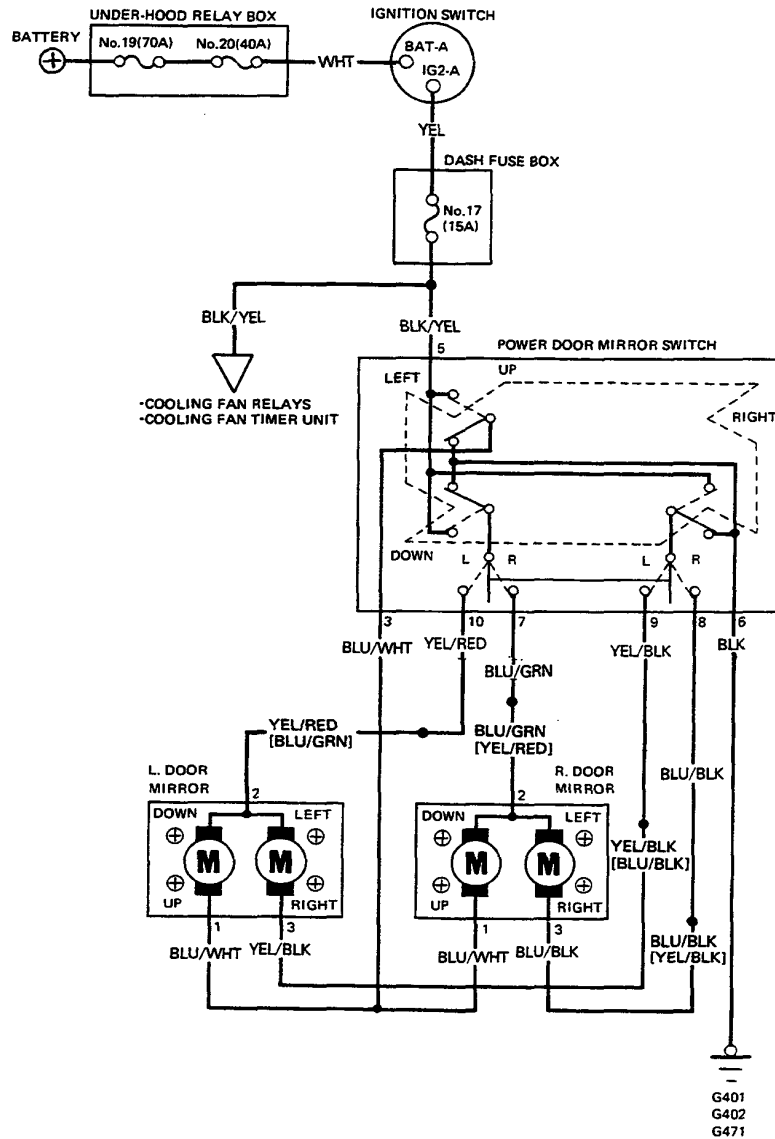 UNDER-HOOD RELAY BOX
IGNITION SWITCH
BATTERY
No.19(70A)
No.20(40A)
WHT
BAT-A
IG2-A
YEL
DASH FUSE BOX
No.17
(15A)
BLK/YEL
BLK/YEL
-COOLING FAN RELAYS
-COOLING FAN TIMER UNIT
5
POWER DOOR MIRROR SWITCH
LEFT
UP
RIGHT
DOWN
L
R
L
R
3
10
7
9
8
6
BLU/WHT
YEL/RED
BLU/GRN
YEL/BLK
BLK
YEL/RED
[BLU/GRN]
BLU/GRN
[YEL/RED]
BLU/BLK
L. DOOR
MIRROR
2
R. DOOR
MIRROR
2
DOWN
LEFT
M
M
UP
RIGHT
DOWN
LEFT
M
M
UP
RIGHT
YEL/BLK
[BLU/BLK]
1
3
BLU/WHT
YEL/BLK
1
3
BLU/WHT
BLU/BLK
BLU/BLK
[YEL/BLK]
G401
G402
G471